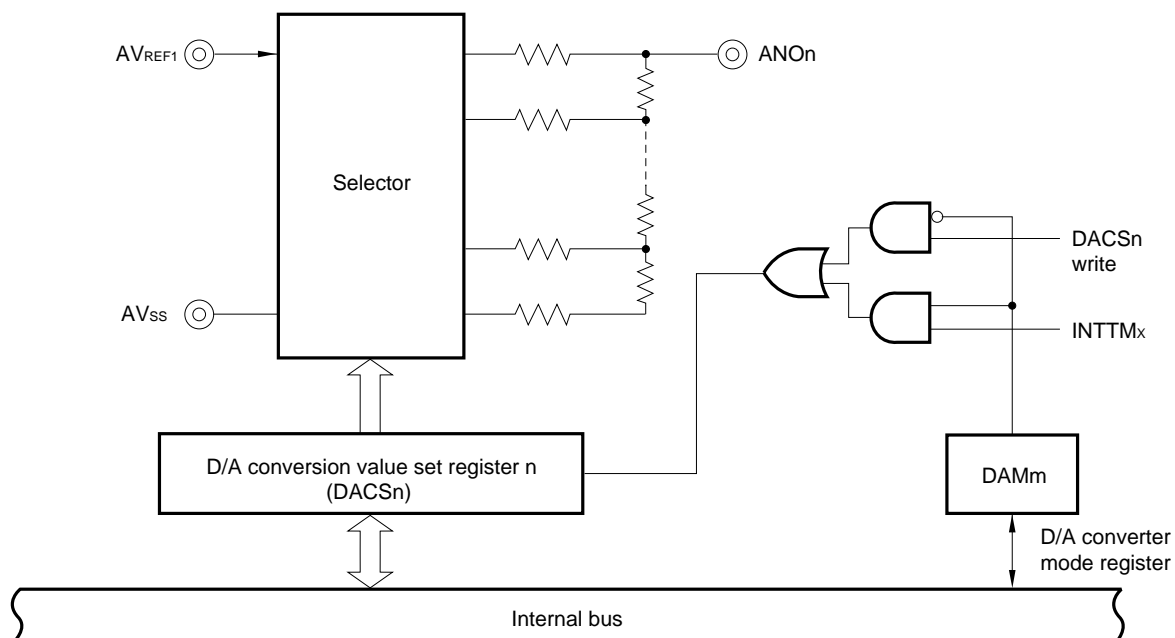 AVREF1
ANOn
Selector
DACSn
write
AVSS
INTTMX
D/A conversion value set register n
(DACSn)
DAMm
D/A converter
mode register
Internal bus